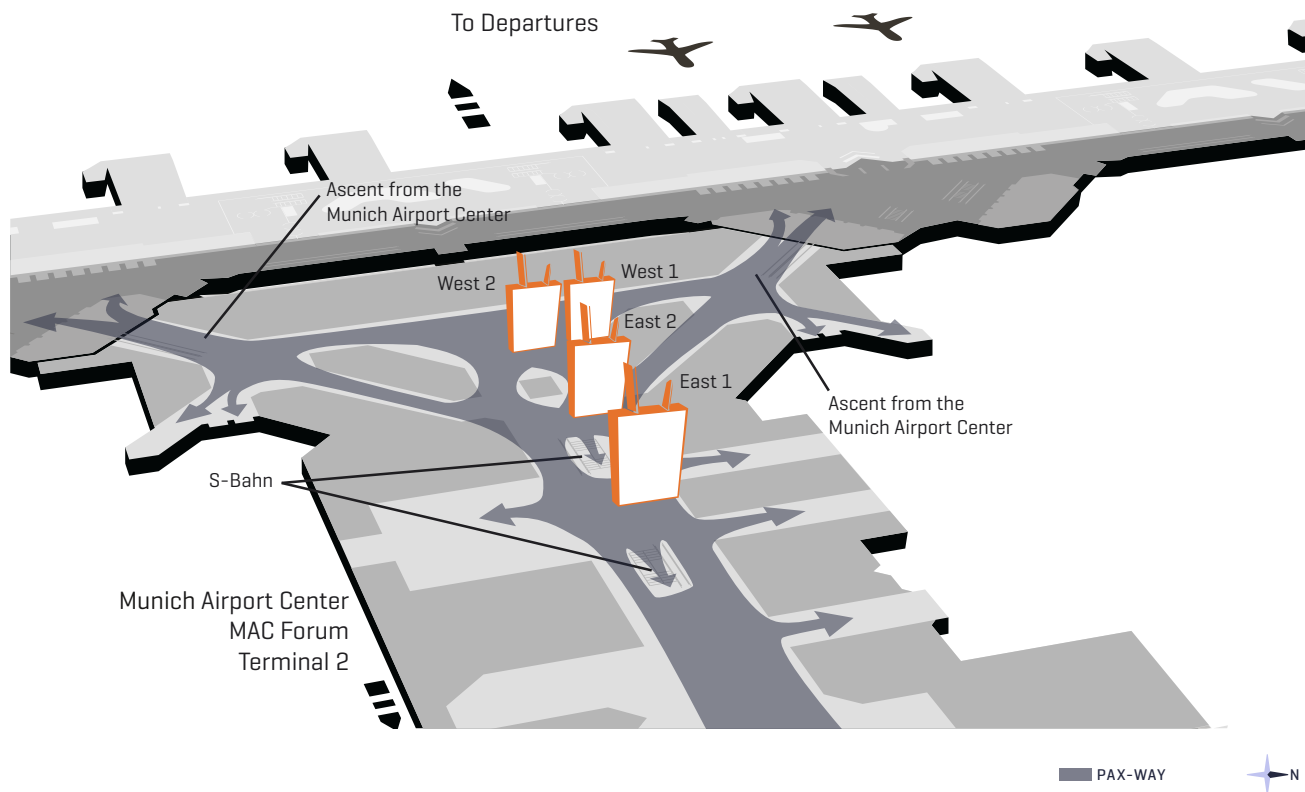 To Departures
Ascent from the
Munich Airport Center
West 2
West 1
East 2
East 1
Ascent from the
Munich Airport Center
S-Bahn
Munich Airport Center
MAC Forum
Terminal 2
PAX-WAY
N